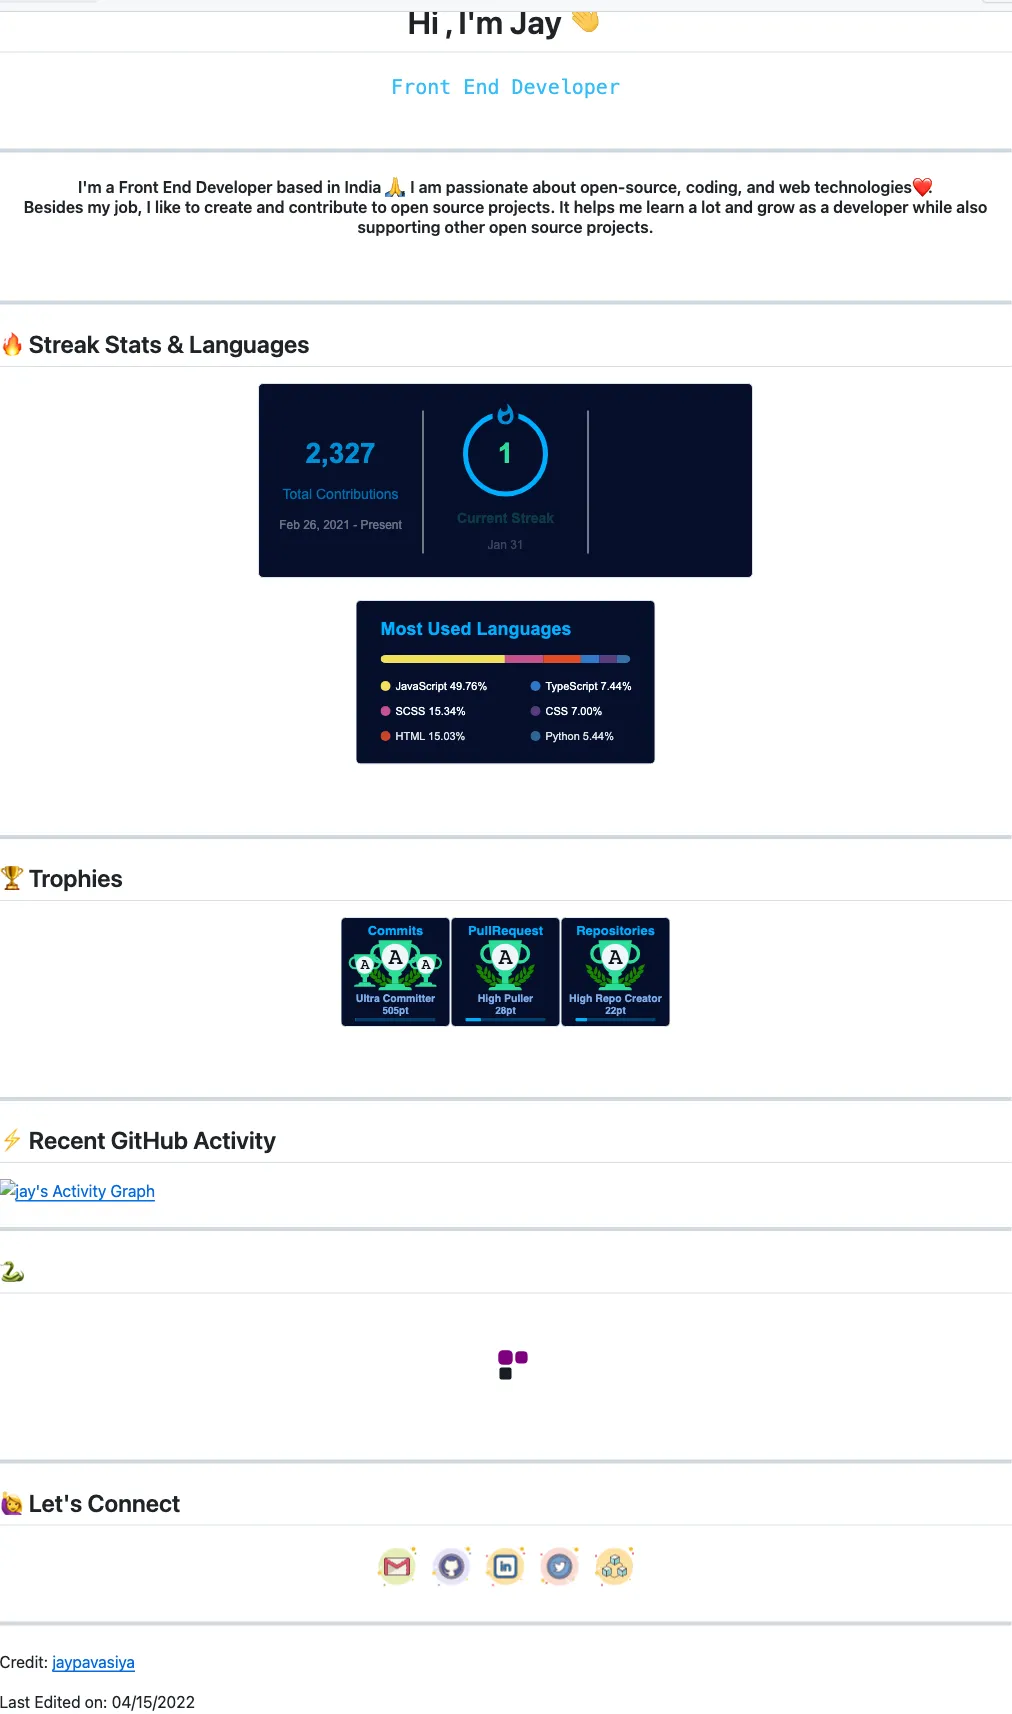 Hi , I'm Jay 👋
Front End Developer
I'm a Front End Developer based in India 🙏 I am passionate about open-source, coding, and web technologies❤️.
Besides my job, I like to create and contribute to open source projects. It helps me learn a lot and grow as a developer while also
supporting other open source projects.
🔥 Streak Stats & Languages
2,327
Total Contributions
Feb 26, 2021 - Present
1
Current Streak
Jan 31
Most Used Languages
JavaScript 49.76%
SCSS 15.34%
HTML 15.03%
TypeScript 7.44%
CSS 7.00%
Python 5.44%
🏆 Trophies
Commits
A A A
Ultra Committer
505pt
PullRequest
A
High Puller
28pt
Repositories
A
High Repo Creator
22pt
⚡ Recent GitHub Activity
jay's Activity Graph
🐍
🙋 Let's Connect
in
Credit: jaypavasiya
Last Edited on: 04/15/2022